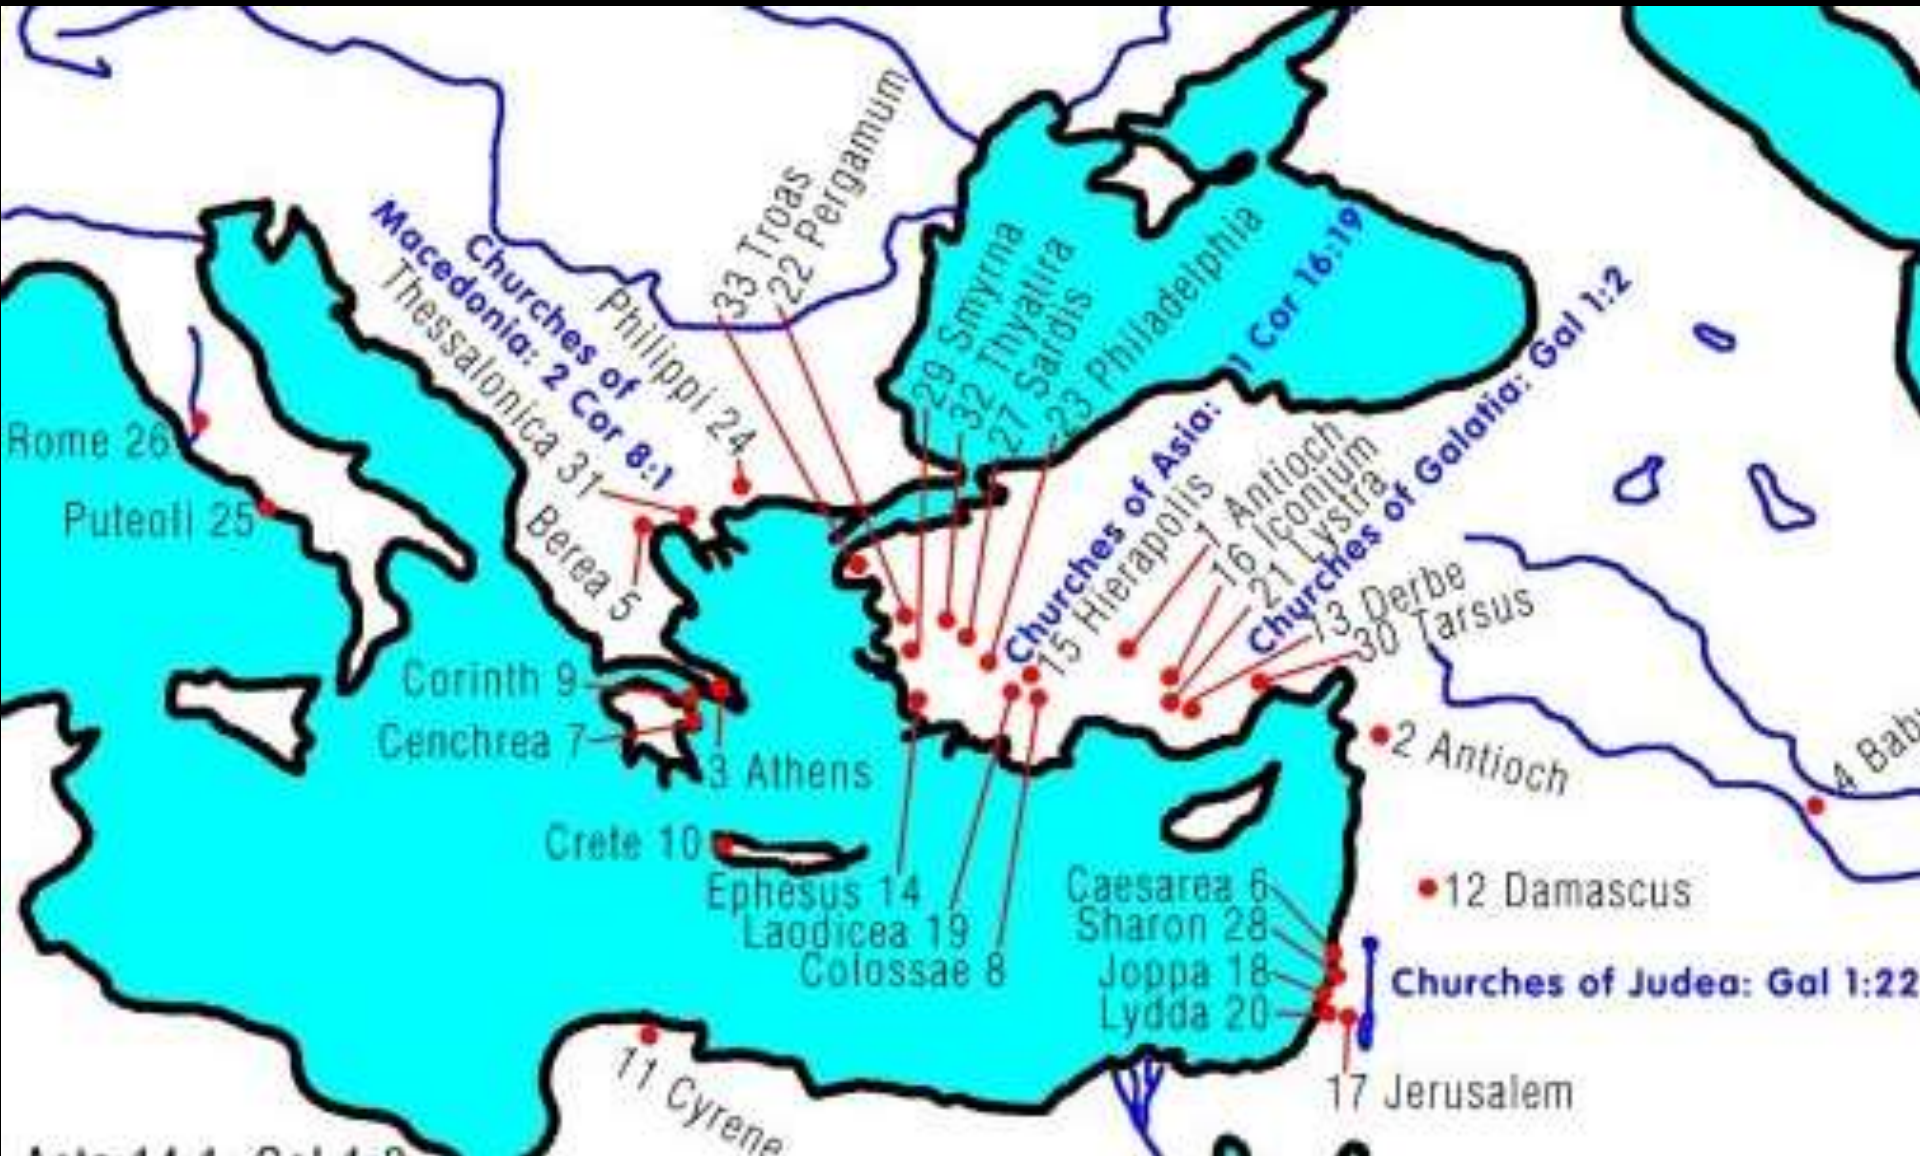 33 Troas
22 Pergamum
Churches of
Macedonia: 2 Cor 8:1
Thessalonica 31
Philippi 24
Berea 5
29 Smyrna
32 Thyatira
27 Sardis
23 Philadelphia
Churches of Asia: 1 Cor 16:19
15 Hierapolis
1 Antioch
16 Iconium
21 Lystra
Churches of Galatia: Gal 1:2
13 Derbe
30 Tarsus
Rome 26
Puteoli 25
Corinth 9
Cenchrea 7
3 Athens
2 Antioch
4 Bab
Crete 10
Ephesus 14
Laodicea 19
Colossae 8
Caesarea 6
Sharon 28
Joppa 18
Lydda 20
12 Damascus
Churches of Judea: Gal 1:22
17 Jerusalem
11 Cyrene